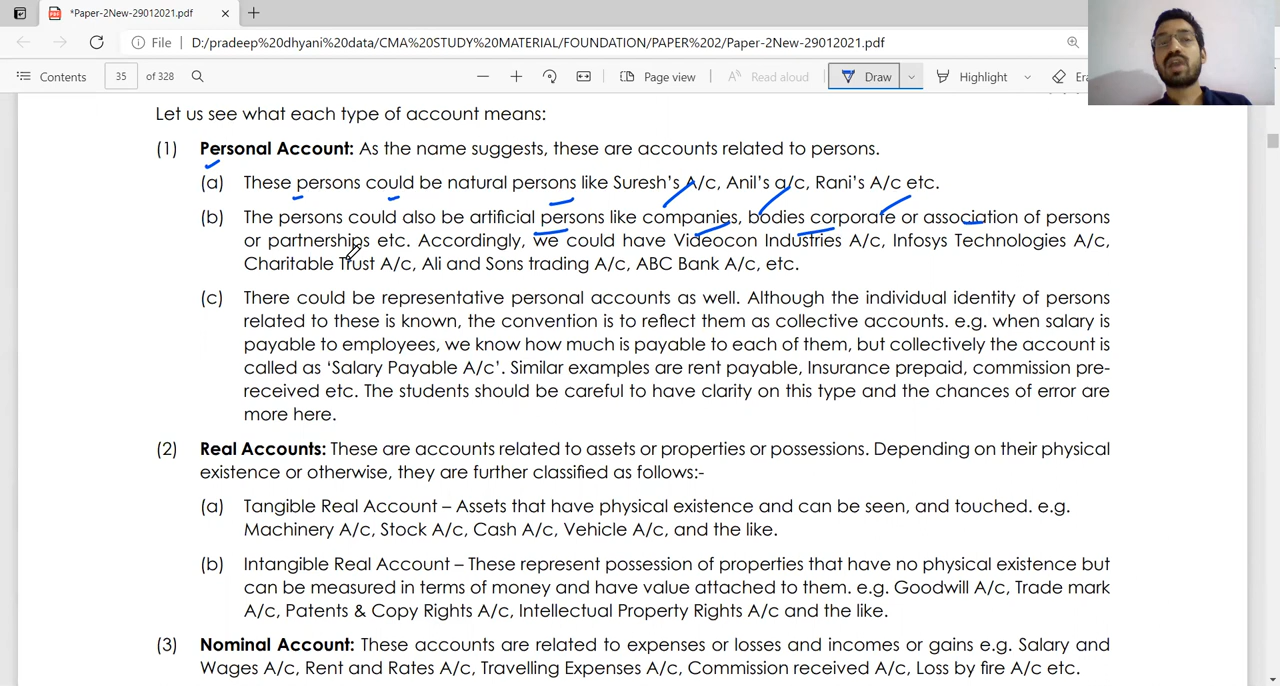 *Paper-2New-29012021.pdf
File
D:/pradeep%20dhyani%20data/CMA%20STUDY%20MATERIAL/FOUNDATION/PAPER%202/Paper-2New-29012021.pdf
Contents 35 of 328 Page view Read aloud Draw Highlight
Let us see what each type of account means:
(1) Personal Account: As the name suggests, these are accounts related to persons.
(a) These persons could be natural persons like Suresh's A/c, Anil's a/c, Rani's A/c etc.
(b) The persons could also be artificial persons like companies, bodies corporate or association of persons
or partnerships etc. Accordingly, we could have Videocon Industries A/c, Infosys Technologies A/c,
Charitable Trust A/c, Ali and Sons trading A/c, ABC Bank A/c, etc.
(c) There could be representative personal accounts as well. Although the individual identity of persons
related to these is known, the convention is to reflect them as collective accounts. e.g. when salary is
payable to employees, we know how much is payable to each of them, but collectively the account is
called as 'Salary Payable A/c'. Similar examples are rent payable, Insurance prepaid, commission pre-
received etc. The students should be careful to have clarity on this type and the chances of error are
more here.
(2) Real Accounts: These are accounts related to assets or properties or possessions. Depending on their physical
existence or otherwise, they are further classified as follows:-
(a) Tangible Real Account – Assets that have physical existence and can be seen, and touched. e.g.
Machinery A/c, Stock A/c, Cash A/c, Vehicle A/c, and the like.
(b) Intangible Real Account – These represent possession of properties that have no physical existence but
can be measured in terms of money and have value attached to them. e.g. Goodwill A/c, Trade mark
A/c, Patents & Copy Rights A/c, Intellectual Property Rights A/c and the like.
(3) Nominal Account: These accounts are related to expenses or losses and incomes or gains e.g. Salary and
Wages A/c, Rent and Rates A/c, Travelling Expenses A/c, Commission received A/c, Loss by fire A/c etc.